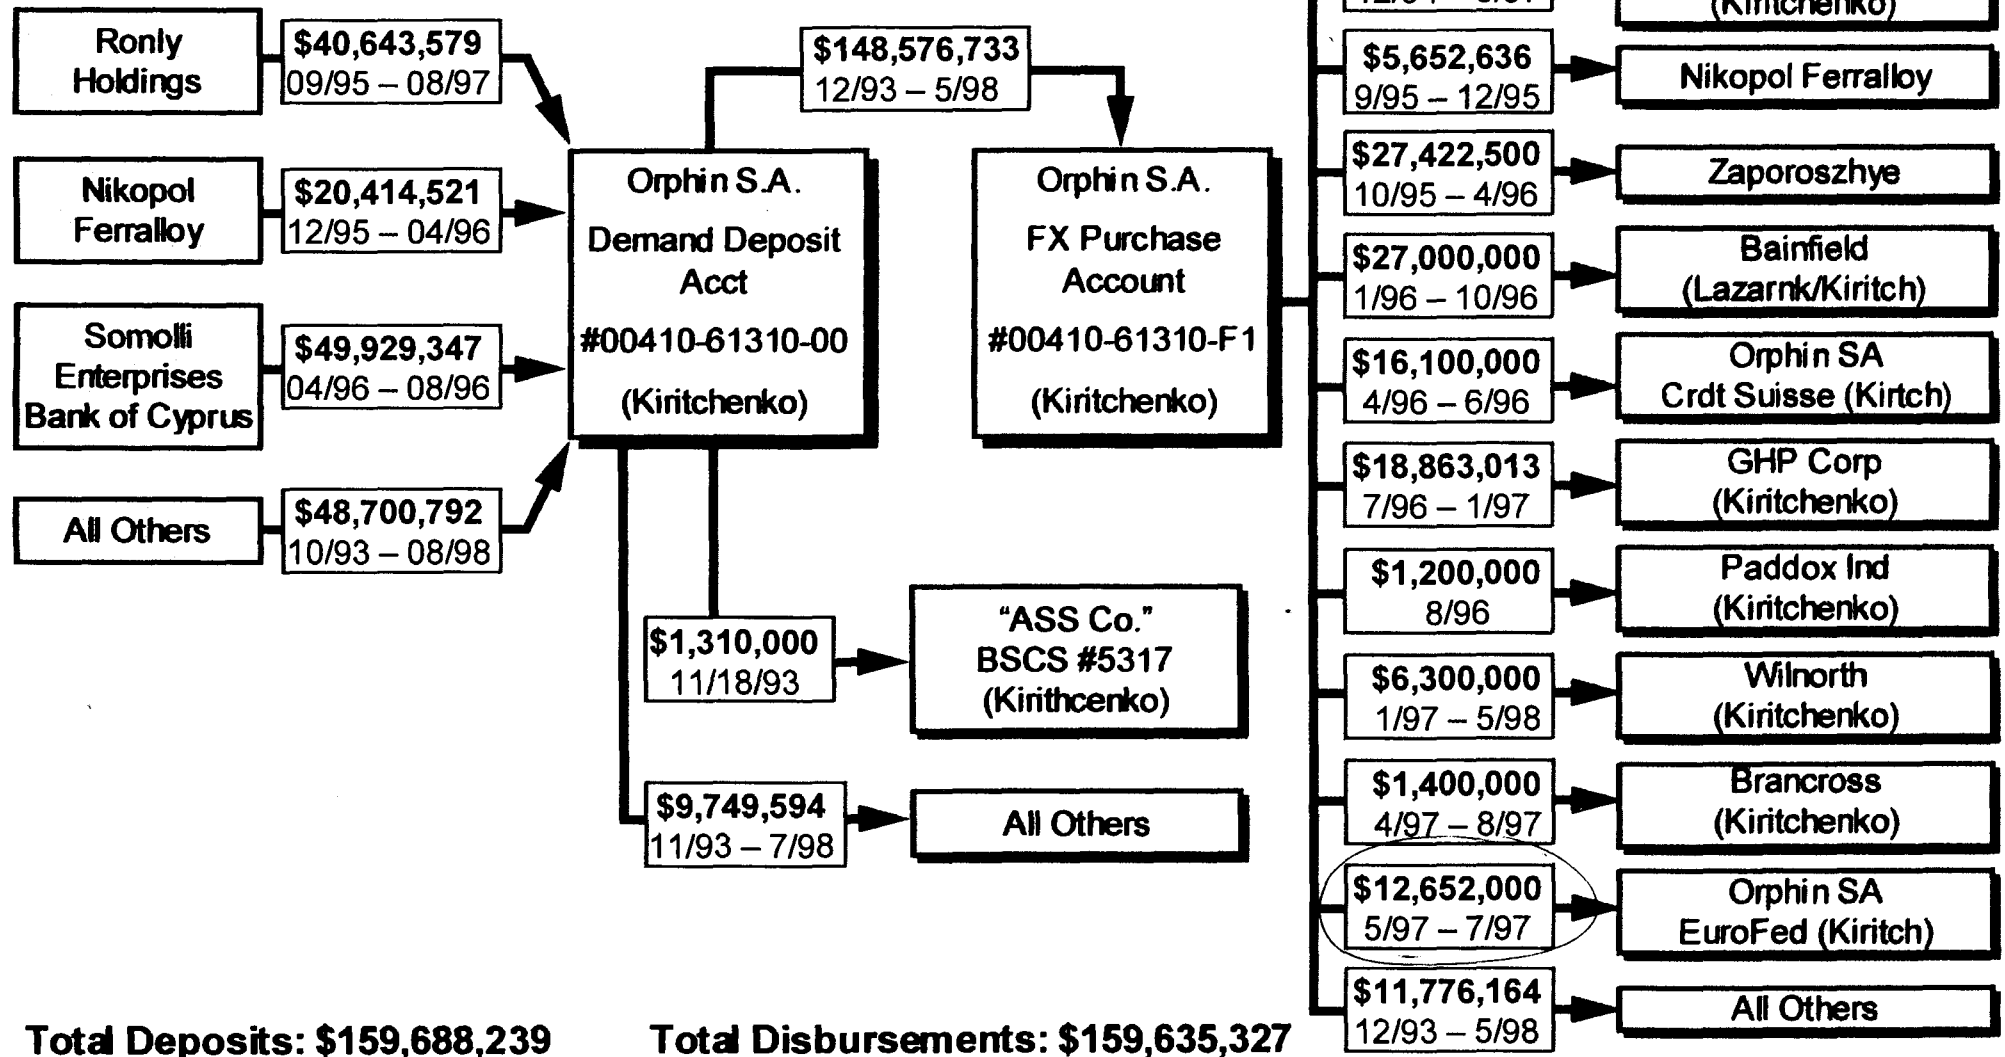 Ronly
Holdings
$40,643,579
09/95 – 08/97
Nikopol
Ferralloy
$20,414,521
12/95 – 04/96
Somolli
Enterprises
Bank of Cyprus
$49,929,347
04/96 – 08/96
All Others
$48,700,792
10/93 – 08/98
$148,576,733
12/93 – 5/98
Orphin S.A.
Demand Deposit
Acct
#00410-61310-00
(Kiritchenko)
Orphin S.A.
FX Purchase
Account
#00410-61310-F1
(Kiritchenko)
$1,310,000
11/18/93
“ASS Co.”
BSCS #5317
(Kirithcenko)
$9,749,594
11/93 – 7/98
All Others
(Kiritchenko)
$5,652,636
9/95 – 12/95
Nikopol Ferralloy
$27,422,500
10/95 – 4/96
Zaporoszhye
$27,000,000
1/96 – 10/96
Bainfield
(Lazarnk/Kiritch)
$16,100,000
4/96 – 6/96
Orphin SA
Crdt Suisse (Kirtch)
$18,863,013
7/96 – 1/97
GHP Corp
(Kiritchenko)
$1,200,000
8/96
Paddox Ind
(Kiritchenko)
$6,300,000
1/97 – 5/98
Wilnorth
(Kiritchenko)
$1,400,000
4/97 – 8/97
Brancross
(Kiritchenko)
$12,652,000
5/97 – 7/97
Orphin SA
EuroFed (Kiritch)
$11,776,164
12/93 – 5/98
All Others
Total Deposits: $159,688,239
Total Disbursements: $159,635,327